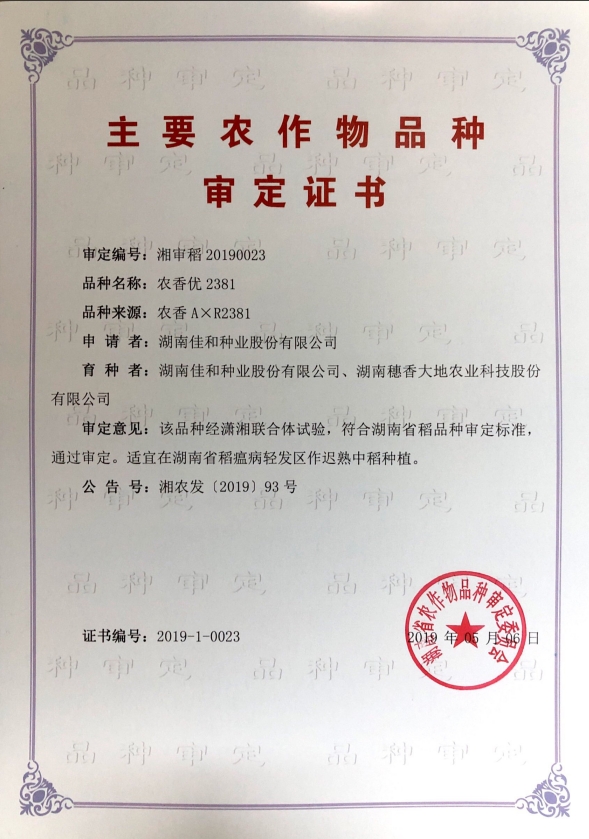 主要农作物品种
审定证书
审定编号：湘审稻 20190023
品种名称：农香优 2381
品种来源：农香 A×R2381
申 请 者：湖南佳和种业股份有限公司
育 种 者：湖南佳和种业股份有限公司、湖南穗香大地农业科技股份
有限公司
审定意见：该品种经潇湘联合体试验，符合湖南省稻品种审定标准，
通过审定。适宜在湖南省稻瘟病轻发区作迟熟中稻种植。
公 告 号：湘农发〔2019〕93 号
证书编号：2019-1-0023
2019 年 05 月 06 日
湖南省农作物品种审定委员会